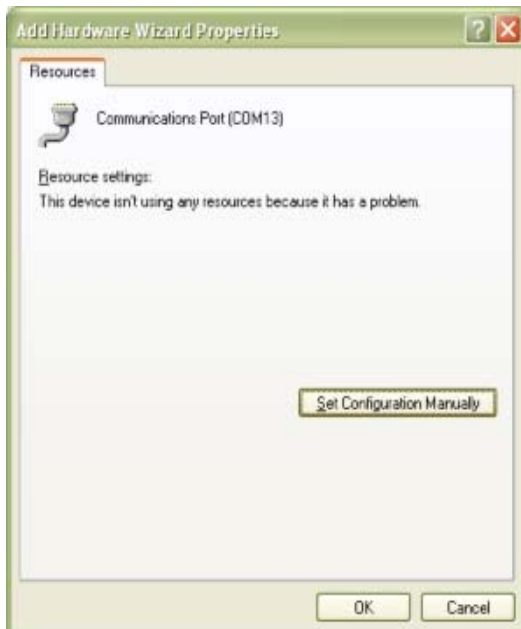 Add Hardware Wizard Properties
Resources
Communications Port (COM13)
Resource settings:
This device isn't using any resources because it has a problem.
Set Configuration Manually
OK
Cancel